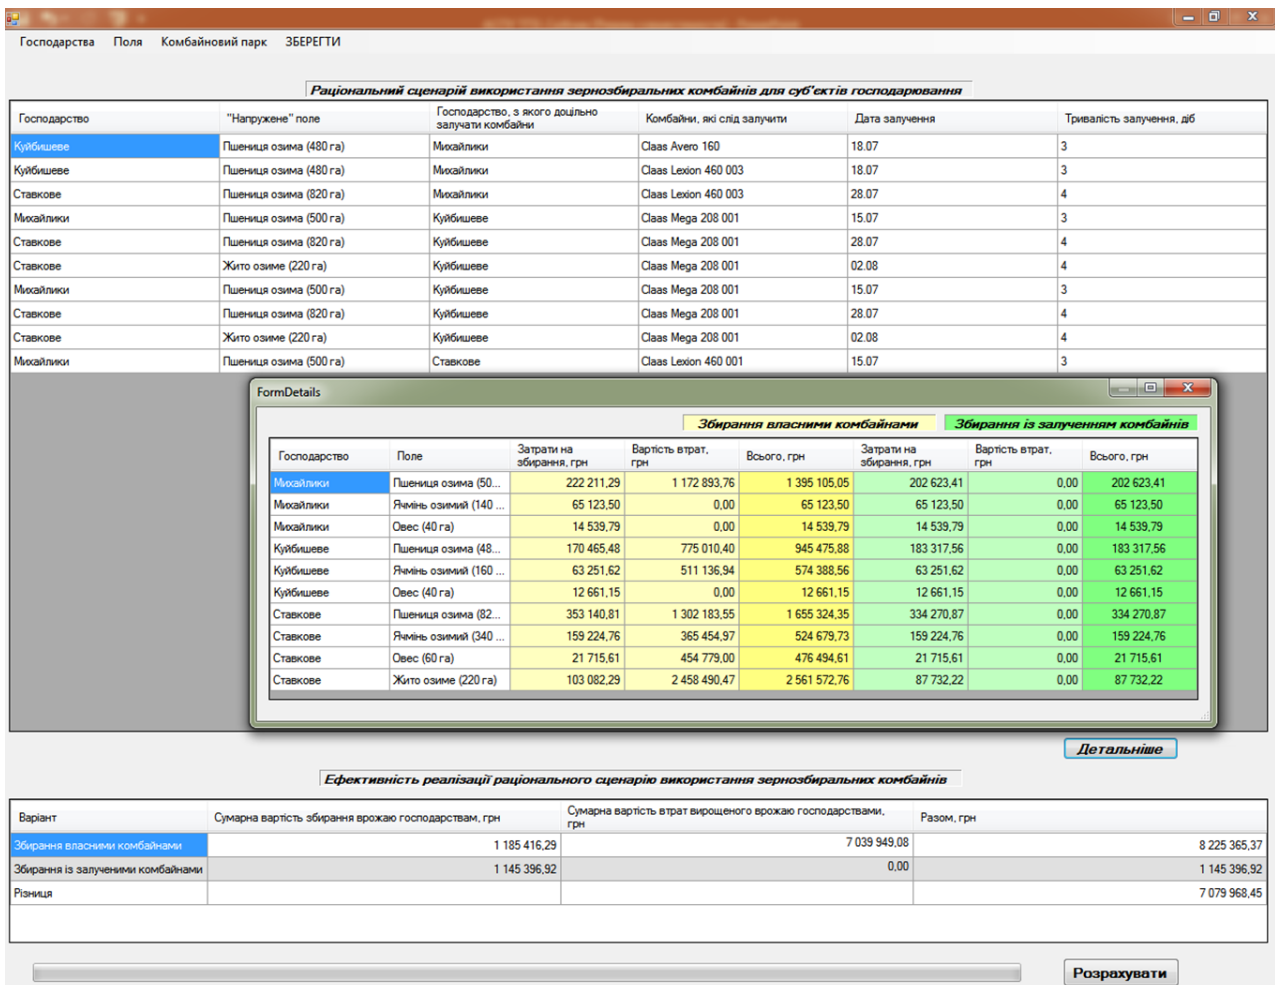 Господарства Поля Комбайновий парк ЗБЕРЕГТИ
Раціональний сценарій використання зернозбиральних комбайнів для суб'єктів господарювання
Господарство "Напружене" поле Господарство, з якого доцільно залучати комбайни Комбайни, які слід залучити Дата залучення Тривалість залучення, діб
Куйбишеве Пшениця озима (480 га) Михайлики Claas Avero 160 18.07 3
Куйбишеве Пшениця озима (480 га) Михайлики Claas Lexion 460 003 18.07 3
Ставкове Пшениця озима (820 га) Михайлики Claas Lexion 460 003 28.07 4
Михайлики Пшениця озима (500 га) Куйбишеве Claas Mega 208 001 15.07 3
Ставкове Пшениця озима (820 га) Куйбишеве Claas Mega 208 001 28.07 4
Ставкове Жито озиме (220 га) Куйбишеве Claas Mega 208 001 02.08 4
Михайлики Пшениця озима (500 га) Куйбишеве Claas Mega 208 001 15.07 3
Ставкове Пшениця озима (820 га) Куйбишеве Claas Mega 208 001 28.07 4
Ставкове Жито озиме (220 га) Куйбишеве Claas Mega 208 001 02.08 4
Михайлики Пшениця озима (500 га) Ставкове Claas Lexion 460 001 15.07 3
FormDetails
Збирання власними комбайнами Збирання із залученням комбайнів
Господарство Поле Затрати на збирання, грн Вартість втрат, грн Всього, грн Затрати на збирання, грн Вартість втрат, грн Всього, грн
Михайлики Пшениця озима (50... 222 211,29 1 172 893,76 1 395 105,05 202 623,41 0,00 202 623,41
Михайлики Ячмінь озимий (140 ... 65 123,50 0,00 65 123,50 65 123,50 0,00 65 123,50
Михайлики Овес (40 га) 14 539,79 0,00 14 539,79 14 539,79 0,00 14 539,79
Куйбишеве Пшениця озима (48... 170 465,48 775 010,40 945 475,88 183 317,56 0,00 183 317,56
Куйбишеве Ячмінь озимий (160 ... 63 251,62 511 136,94 574 388,56 63 251,62 0,00 63 251,62
Куйбишеве Овес (40 га) 12 661,15 0,00 12 661,15 12 661,15 0,00 12 661,15
Ставкове Пшениця озима (82... 353 140,81 1 302 183,55 1 655 324,35 334 270,87 0,00 334 270,87
Ставкове Ячмінь озимий (340 ... 159 224,76 365 454,97 524 679,73 159 224,76 0,00 159 224,76
Ставкове Овес (60 га) 21 715,61 454 779,00 476 494,61 21 715,61 0,00 21 715,61
Ставкове Жито озиме (220 га) 103 082,29 2 458 490,47 2 561 572,76 87 732,22 0,00 87 732,22
Детальніше
Ефективність реалізації раціонального сценарію використання зернозбиральних комбайнів
Варіант Сумарна вартість збирання врожаю господарствам, грн Сумарна вартість втрат вирощеного врожаю господарствами, грн Разом, грн
Збирання власними комбайнами 1 185 416,29 7 039 949,08 8 225 365,37
Збирання із залученими комбайнами 1 145 396,92 0,00 1 145 396,92
Різниця 7 079 968,45
Розрахувати